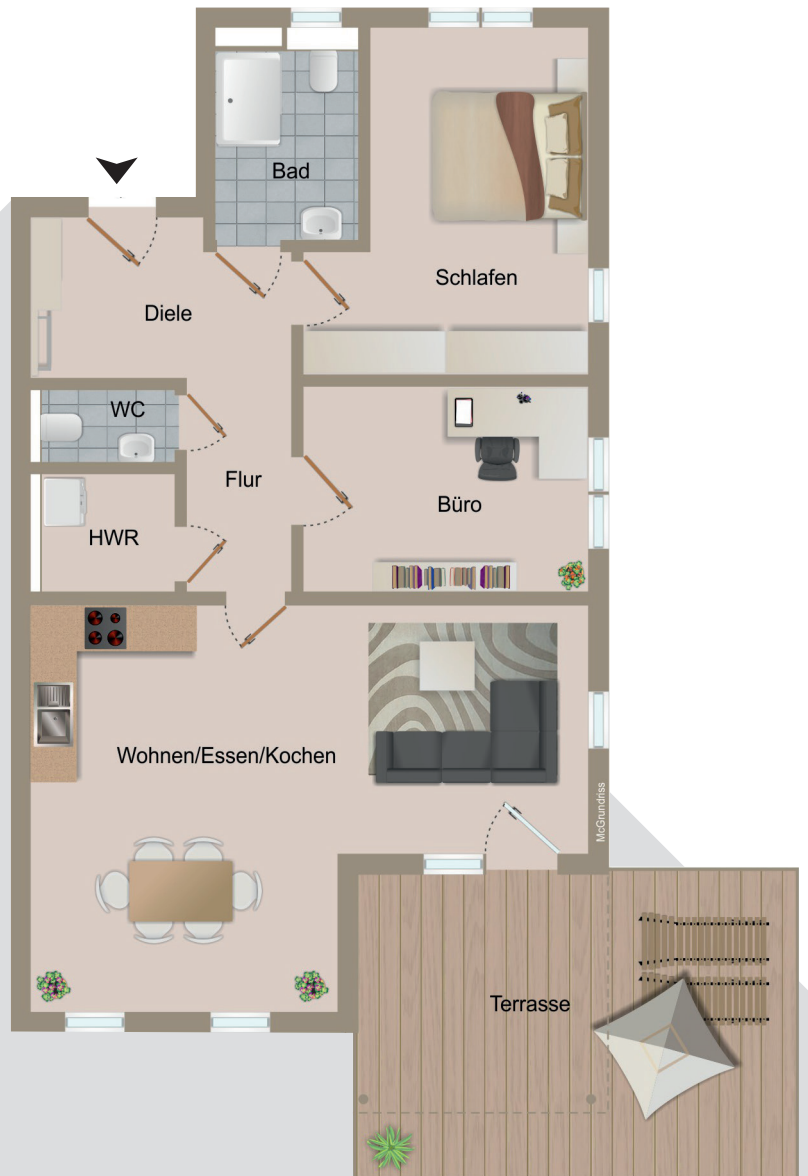 Bad
Schlafen
Diele
WC
Flur
Büro
HWR
Wohnen/Essen/Kochen
McGrundriss
Terrasse